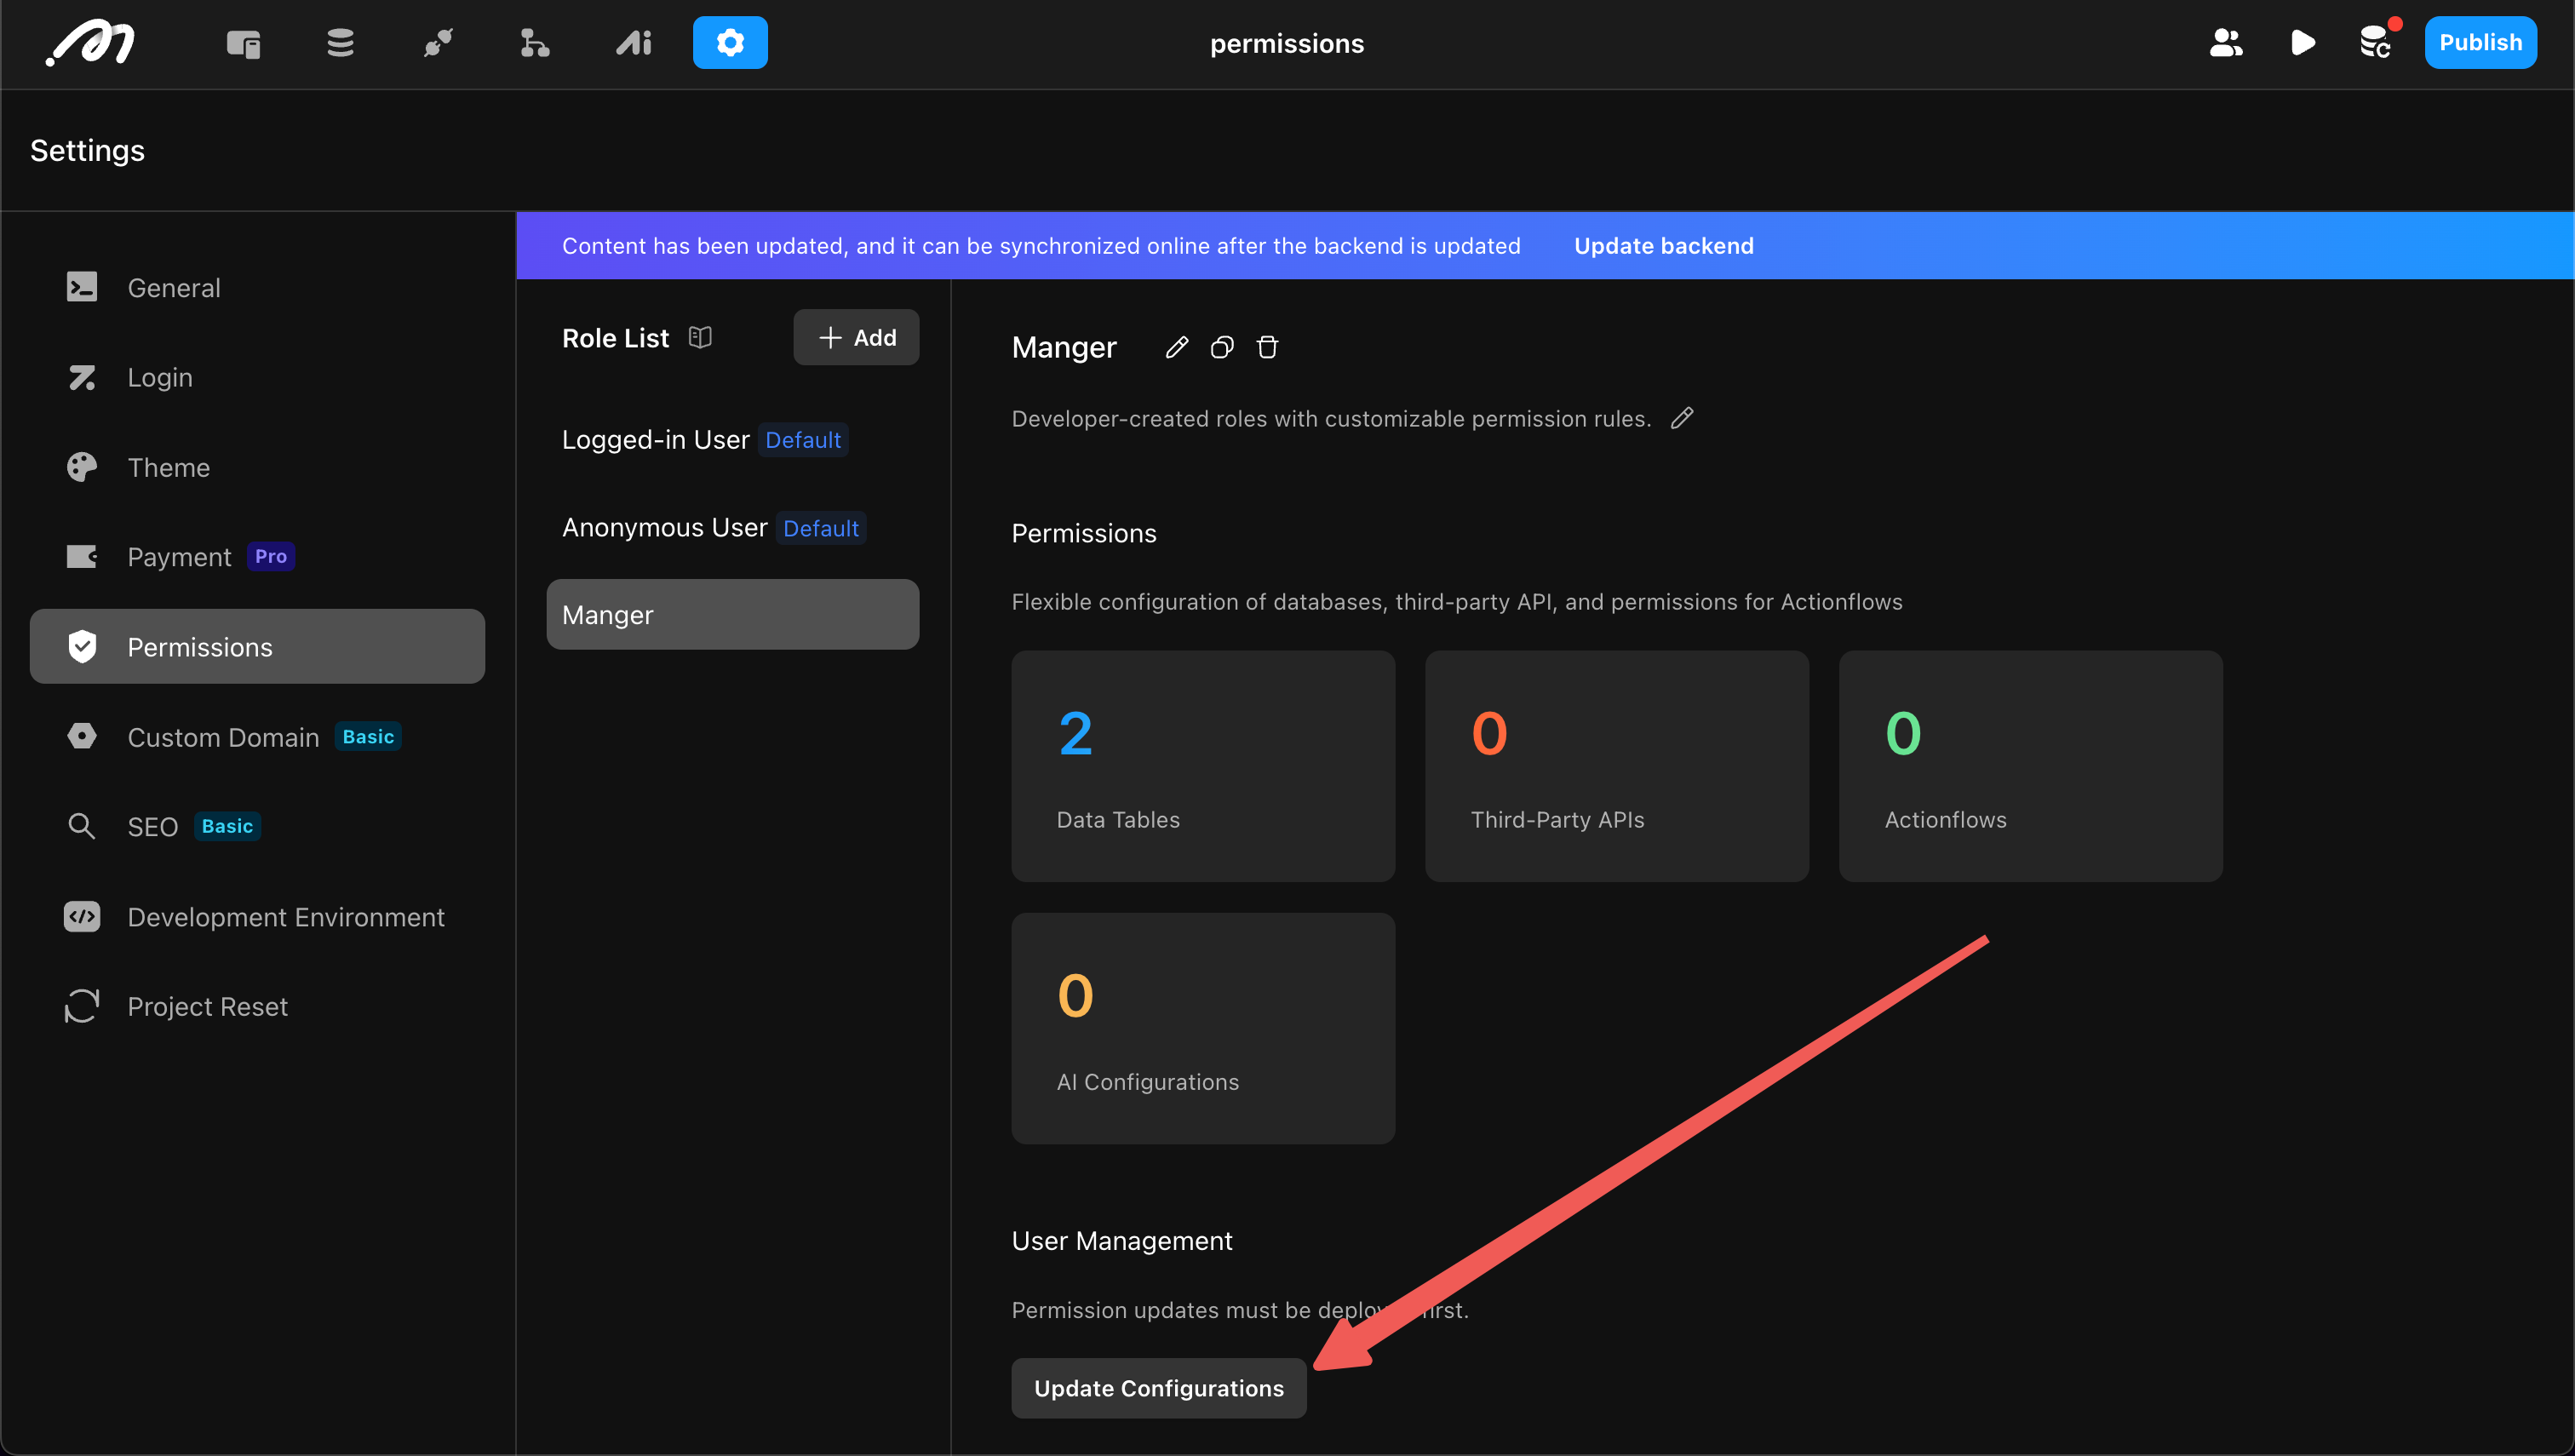 permissions
Publish
Settings
General
Login
Theme
Payment Pro
Permissions
Custom Domain Basic
SEO Basic
Development Environment
Project Reset
Content has been updated, and it can be synchronized online after the backend is updated Update backend
Role List
Add
Logged-in User Default
Anonymous User Default
Manger
Manger
Developer-created roles with customizable permission rules.
Permissions
Flexible configuration of databases, third-party API, and permissions for Actionflows
2
Data Tables
0
Third-Party APIs
0
Actionflows
0
AI Configurations
User Management
Permission updates must be
Update Configurations